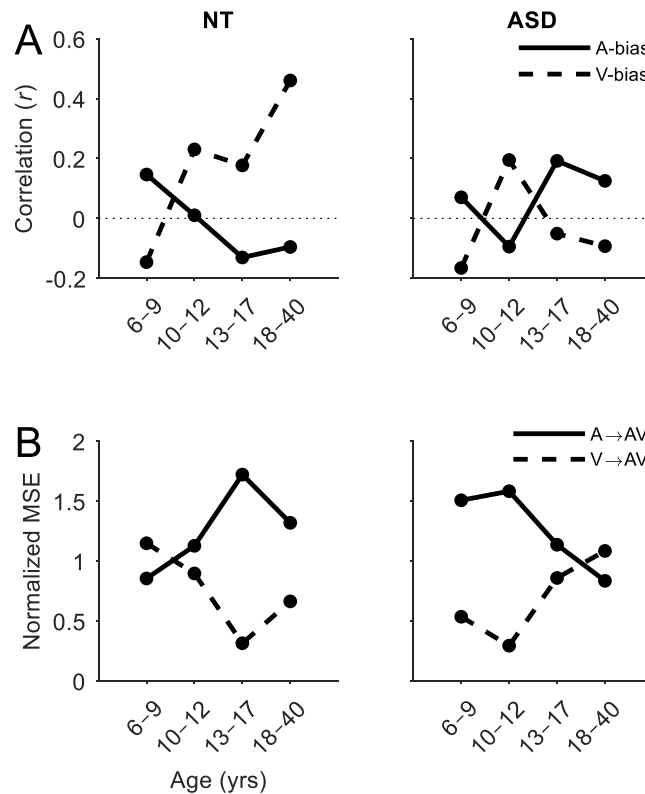 NT
ASD
A
0.6
0.4
0.2
0
-0.2
Correlation (r)
A-bias
V-bias
6–9
10–12
13–17
18–40
6–9
10–12
13–17
18–40
B
2
1.5
1
0.5
0
Normalized MSE
A→AV
V→AV
6–9
10–12
13–17
18–40
6–9
10–12
13–17
18–40
Age (yrs)